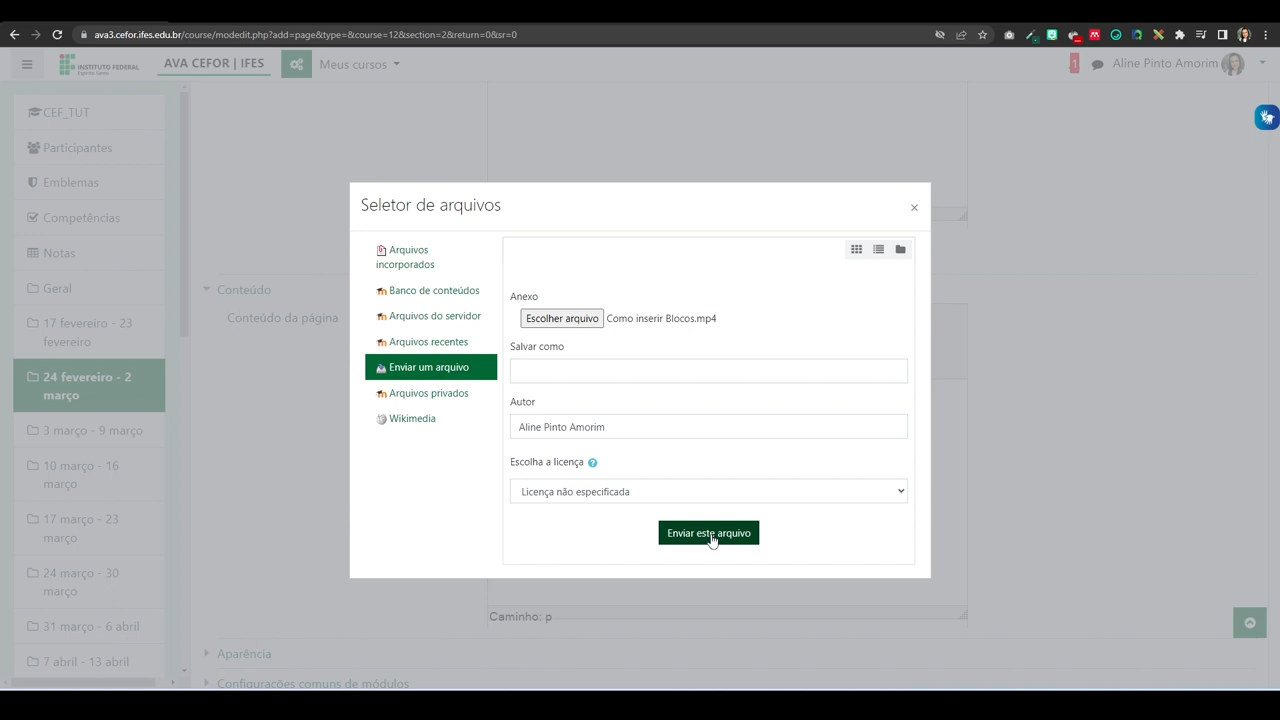 ava3.cefor.ifes.edu.br/course/modedit.php?add=page&type=&course=12&section=2&return=0&sr=0
INSTITUTO FEDERAL
Espírito Santo
AVA CEFOR | IFES
Meus cursos
1
Aline Pinto Amorim
CEF_TUT
Participantes
Emblemas
Competências
Notas
Geral
17 fevereiro - 23
fevereiro
24 fevereiro - 2
março
3 março - 9 março
10 março - 16
março
17 março - 23
março
24 março - 30
março
31 março - 6 abril
7 abril - 13 abril
Conteúdo
Conteúdo da página
Seletor de arquivos
×
Arquivos
incorporados
Banco de conteúdos
Arquivos do servidor
Arquivos recentes
Enviar um arquivo
Arquivos privados
Wikimedia
Anexo
Escolher arquivo Como inserir Blocos.mp4
Salvar como
Autor
Aline Pinto Amorim
Escolha a licença ?
Licença não especificada
Enviar este arquivo
Caminho: p
Aparência
Configurações comuns de módulos